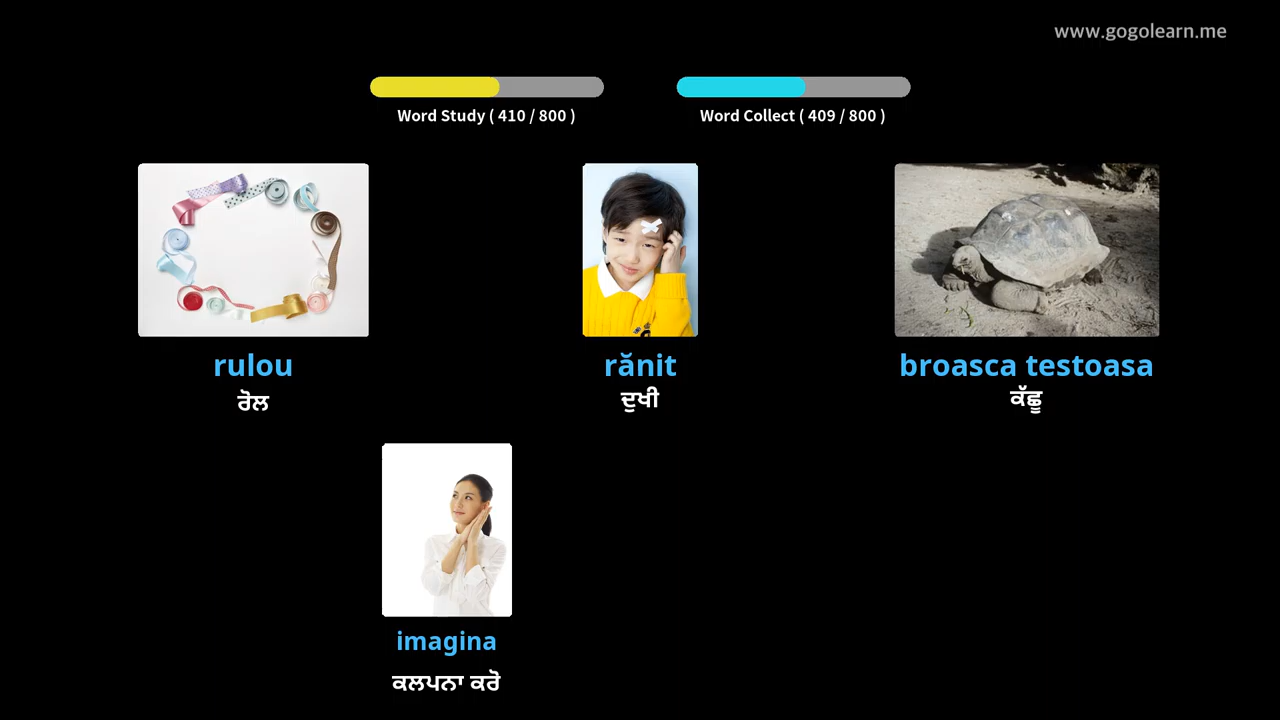 www.gogolearn.me
Word Study ( 410 / 800 )
Word Collect ( 409 / 800 )
rulou
ਰੋਲ
rănit
ਦੁਖੀ
broasca testoasa
ਕੱਛੂ
imagina
ਕਲਪਨਾ ਕਰੋ